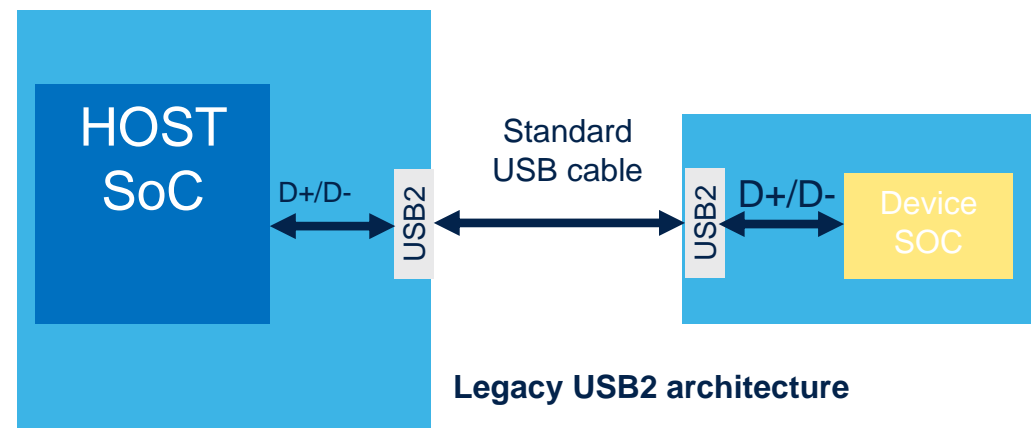 HOST
SoC
D+/D-
USB2
Standard
USB cable
USB2
D+/D-
Device
SOC
Legacy USB2 architecture